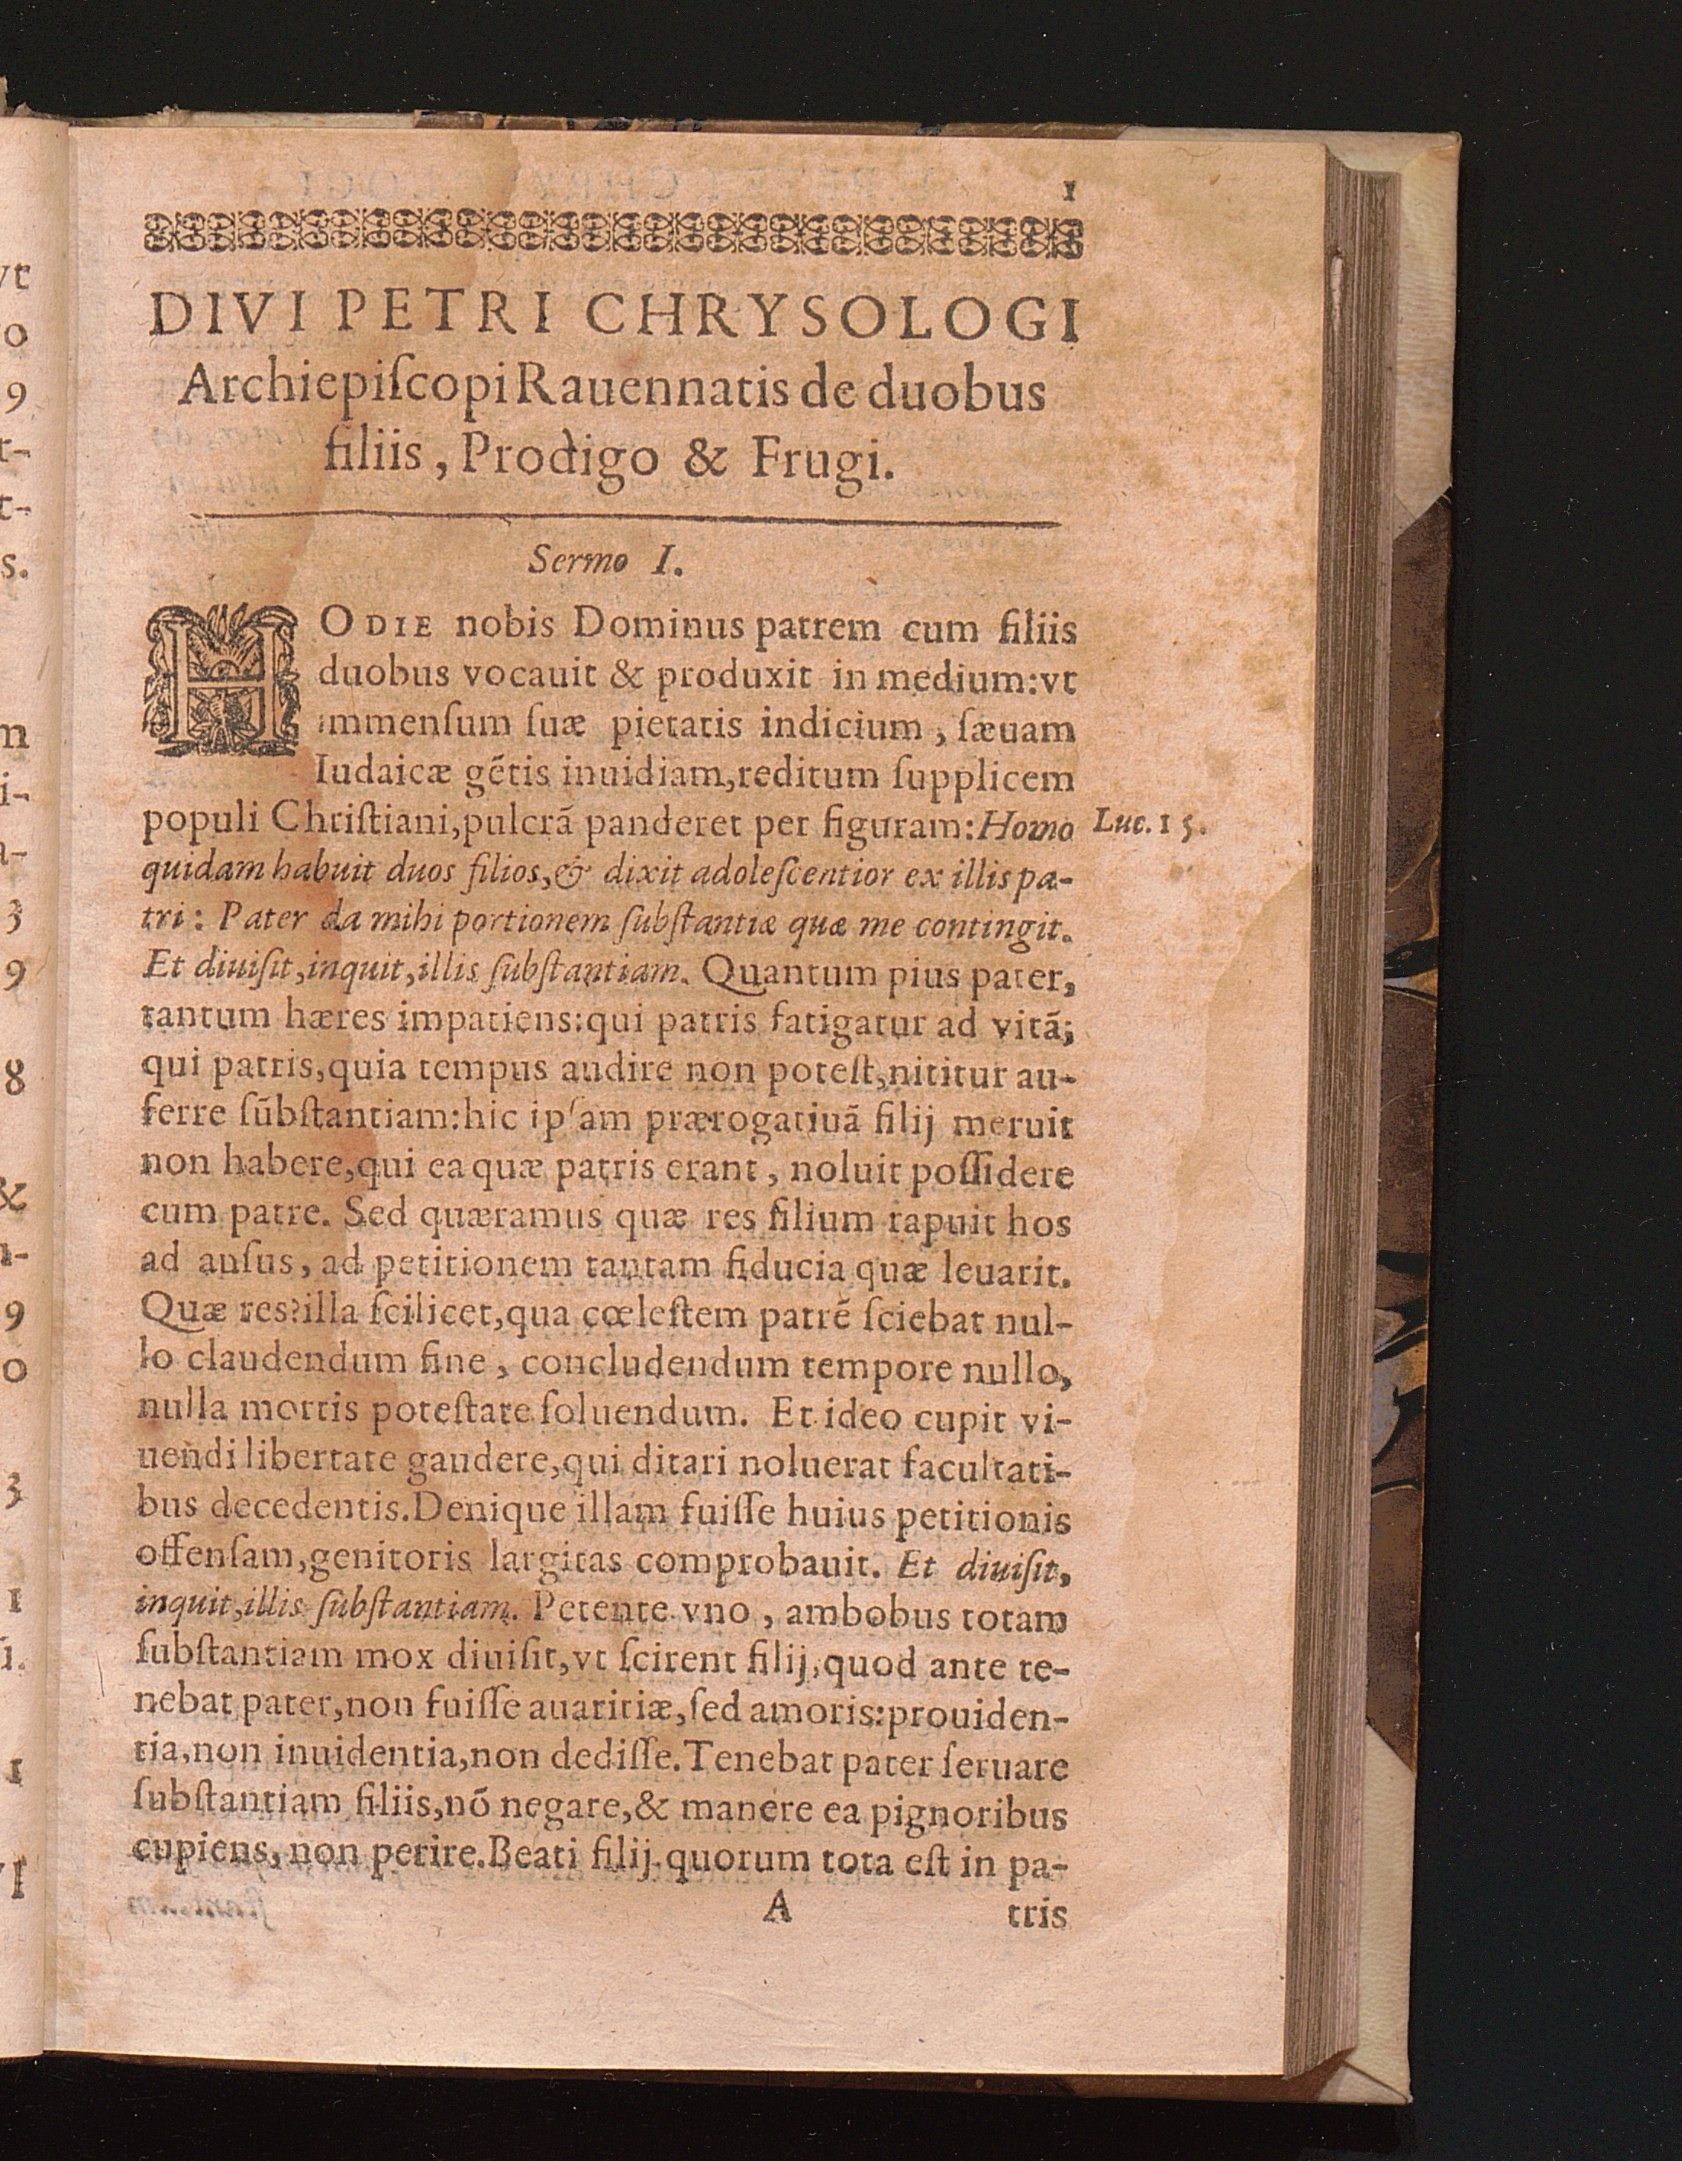 1
DIVI PETRI CHRYSOLOGI
Archiepiſcopi Rauennatis de duobus
filiis, Prodigo & Frugi.
Sermo I.
HODIE nobis Dominus patrem cum filiis
duobus vocauit & produxit in medium: vt
immenſum ſuæ pietatis indicium, ſæuam
Iudaicæ gẽtis inuidiam, reditum ſupplicem
populi Chriſtiani, pulcrã panderet per figuram: Homo Luc. 15.
quidam habuit duos filios, & dixit adoleſcentior ex illis pa-
tri: Pater da mihi portionem ſubſtantiæ quæ me contingit.
Et diuiſit, inquit, illis ſubſtantiam. Quantum pius pater,
tantum hæres impatiens: qui patris fatigatur ad vitã;
qui patris, quia tempus audire non poteſt, nititur au-
ferre ſubſtantiam: hic ipſam prærogatiuã filij meruit
non habere, qui ea quæ patris erant, noluit poſſidere
cum patre. Sed quæramus quæ res filium rapuit hos
ad auſus, ad petitionem tantam fiducia quæ leuarit.
Quæ res? illa ſcilicet, qua cœleſtem patrẽ ſciebat nul-
lo claudendum fine, concludendum tempore nullo,
nulla mortis poteſtate ſoluendum. Et ideo cupit vi-
uendi libertate gaudere, qui ditari noluerat facultati-
bus decedentis. Denique illam fuiſſe huius petitionis
offenſam, genitoris largitas comprobauit. Et diuiſit,
inquit, illis ſubſtantiam. Petente vno, ambobus totam
ſubſtantiam mox diuiſit, vt ſcirent filij, quod ante te-
nebat pater, non fuiſſe auaritiæ, ſed amoris: prouiden-
tia, non inuidentia, non dediſſe. Tenebat pater ſeruare
ſubſtantiam filiis, nõ negare, & manere ea pignoribus
cupiens, non perire. Beati filij quorum tota eſt in pa-
A tris